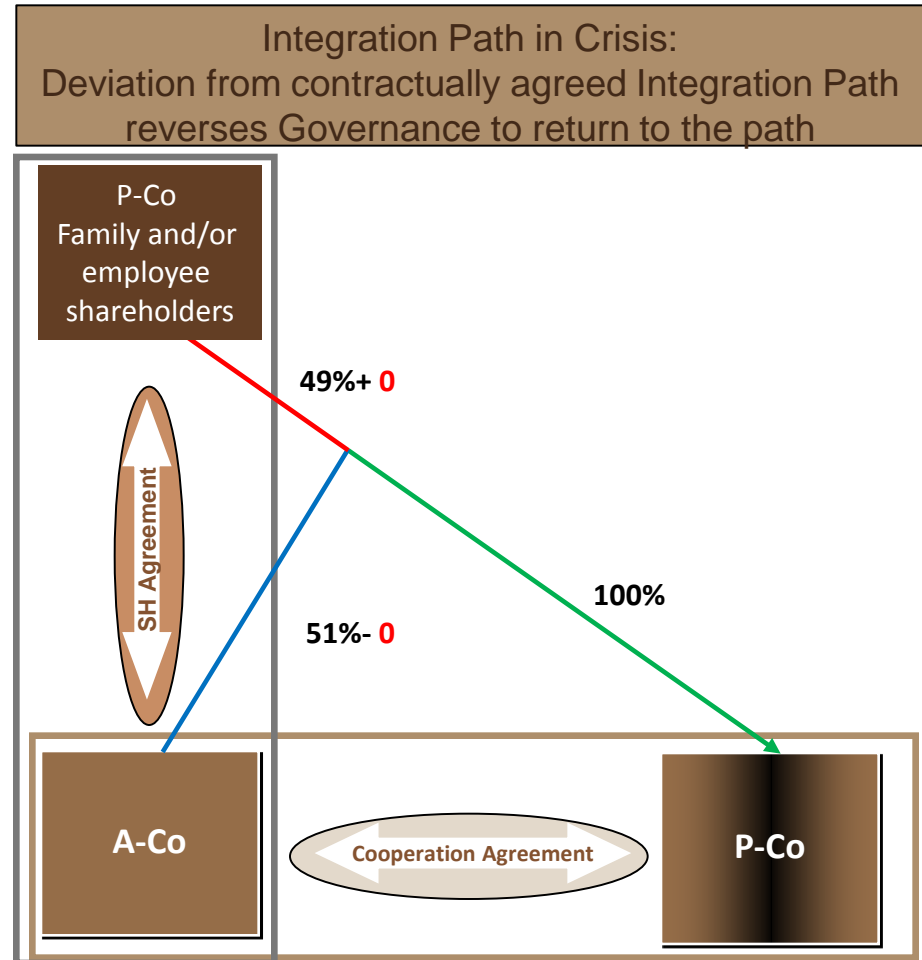 Integration Path in Crisis:
Deviation from contractually agreed Integration Path
reverses Governance to return to the path
P-Co
Family and/or
employee
shareholders
49%+ 0
SH Agreement
100%
51%- 0
A-Co
Cooperation Agreement
P-Co